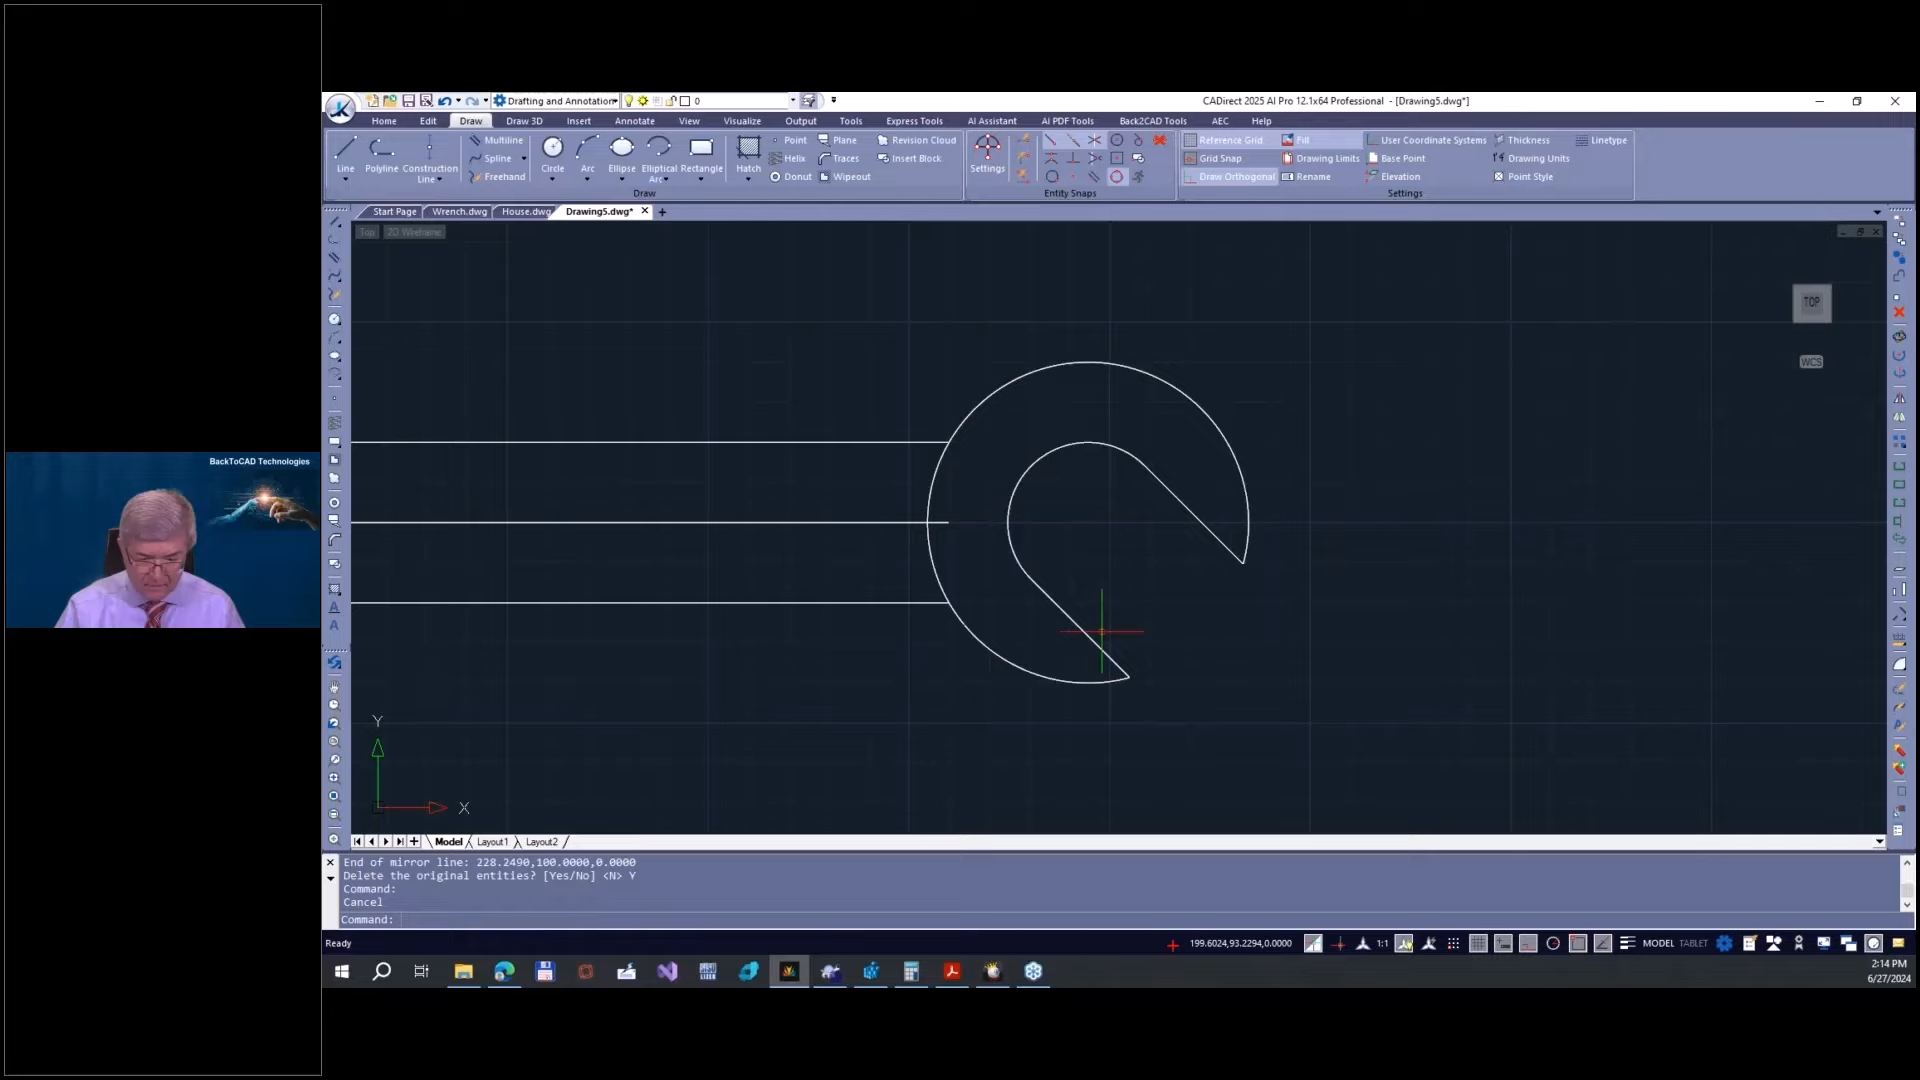 BackToCAD Technologies
Drafting and Annotation
0
CADirect 2025 AI Pro 12.1x64 Professional - [Drawing5.dwg*]
Home Edit Draw Draw 3D Insert Annotate View Visualize Output Tools Express Tools AI Assistant AI PDF Tools Back2CAD Tools AEC Help
Line
Polyline
Construction Line
Multiline
Spline
Freehand
Circle
Arc
Ellipse
Elliptical Arc
Rectangle
Hatch
Point
Helix
Donut
Plane
Traces
Wipeout
Revision Cloud
Insert Block
Draw
Settings
Entity Snaps
Reference Grid
Grid Snap
Draw Orthogonal
Fill
Drawing Limits
Rename
User Coordinate Systems
Base Point
Elevation
Thickness
Drawing Units
Point Style
Linetype
Settings
Start Page Wrench.dwg House.dwg Drawing5.dwg*
Top 2D Wireframe
TOP
WCS
Y
X
Model Layout1 Layout2
End of mirror line: 228.2490,100.0000,0.0000
Delete the original entities? [Yes/No] <N> Y
Command:
Cancel
Command:
Ready
199.6024,93.2294,0.0000
1:1
MODEL TABLET
2:14 PM
6/27/2024